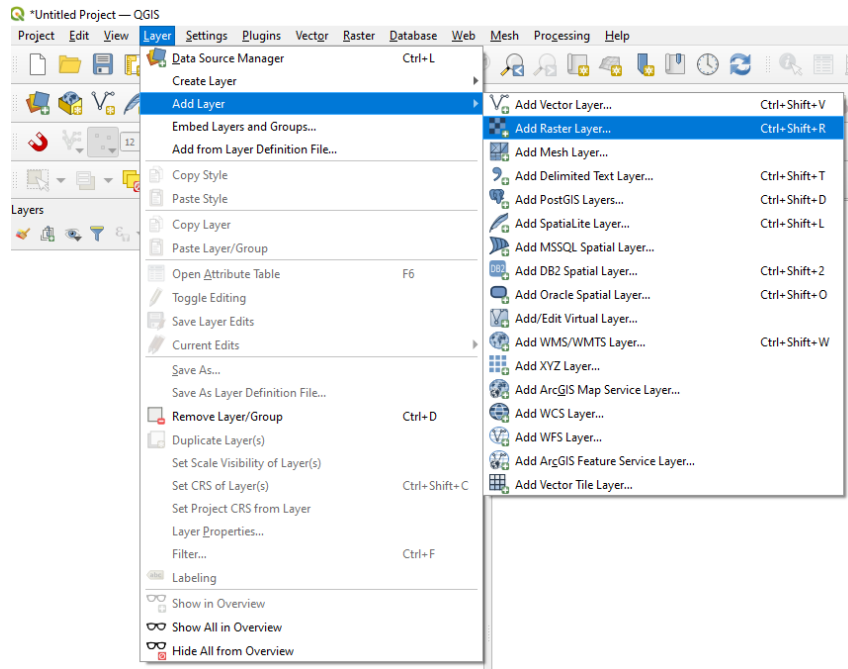 *Untitled Project — QGIS
Project Edit View Layer Settings Plugins Vector Raster Database Web Mesh Processing Help
Data Source Manager Ctrl+L
Create Layer
Add Layer
Embed Layers and Groups...
Add from Layer Definition File...
Copy Style
Paste Style
Copy Layer
Paste Layer/Group
Open Attribute Table F6
Toggle Editing
Save Layer Edits
Current Edits
Save As...
Save As Layer Definition File...
Remove Layer/Group Ctrl+D
Duplicate Layer(s)
Set Scale Visibility of Layer(s)
Set CRS of Layer(s) Ctrl+Shift+C
Set Project CRS from Layer
Layer Properties...
Filter... Ctrl+F
abc Labeling
Show in Overview
Show All in Overview
Hide All from Overview
Add Vector Layer... Ctrl+Shift+V
Add Raster Layer... Ctrl+Shift+R
Add Mesh Layer...
Add Delimited Text Layer... Ctrl+Shift+T
Add PostGIS Layers... Ctrl+Shift+D
Add SpatiaLite Layer... Ctrl+Shift+L
Add MSSQL Spatial Layer...
DB2 Add DB2 Spatial Layer... Ctrl+Shift+2
Add Oracle Spatial Layer... Ctrl+Shift+O
Add/Edit Virtual Layer...
Add WMS/WMTS Layer... Ctrl+Shift+W
Add XYZ Layer...
Add ArcGIS Map Service Layer...
Add WCS Layer...
Add WFS Layer...
Add ArcGIS Feature Service Layer...
Add Vector Tile Layer...
12
Layers